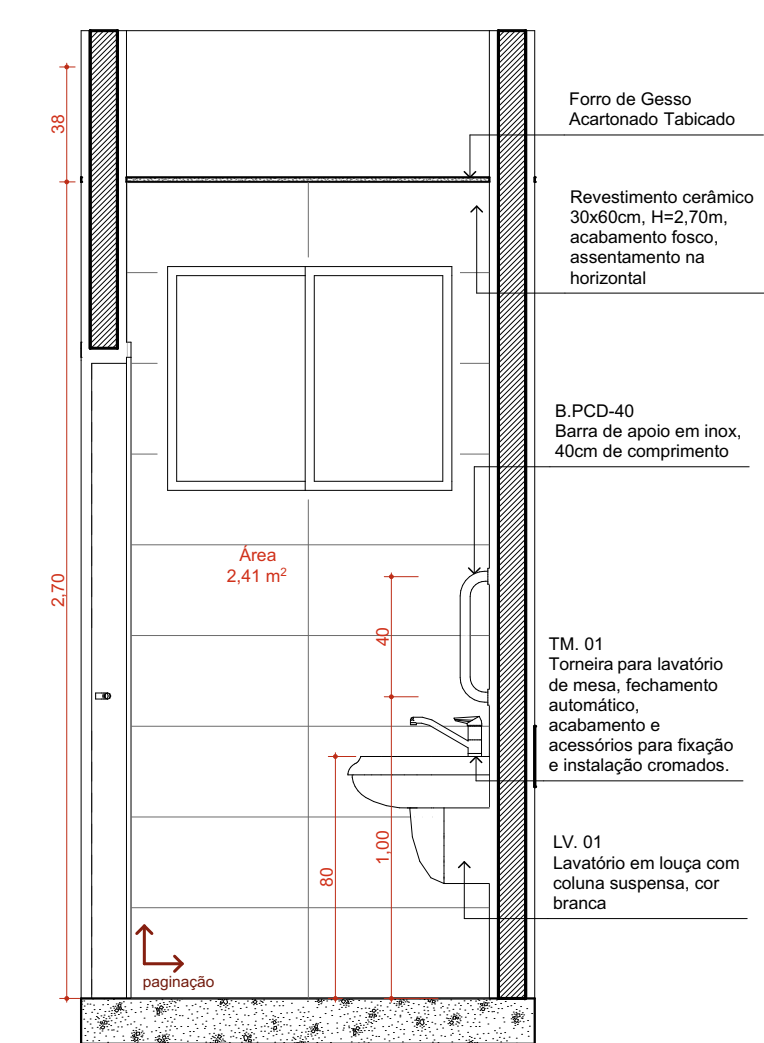 38
Forro de Gesso
Acartonado Tabicado
Revestimento cerâmico
30x60cm, H=2,70m,
acabamento fosco,
assentamento na
horizontal
B.PCD-40
Barra de apoio em inox,
40cm de comprimento
Área
2,41 m²
2,70
40
TM. 01
Torneira para lavatório
de mesa, fechamento
automático,
acabamento e
acessórios para fixação
e instalação cromados.
1,00
80
LV. 01
Lavatório em louça com
coluna suspensa, cor
branca
paginação